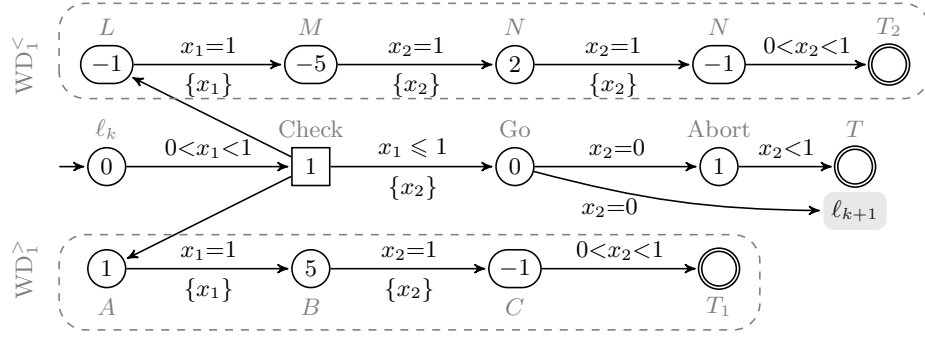 L M N N T₂
x₁=1 x₂=1 x₂=1 0<x₂<1
WD₁^<
−1 −5 2 −1
{x₁} {x₂} {x₂}
ℓₖ Check Go Abort T
0<x₁<1 x₁ ⩽ 1 x₂=0 x₂<1
0 1 0 1
{x₂}
x₂=0 ℓₖ₊₁
x₁=1 x₂=1 0<x₂<1
WD₁^>
1 5 −1
{x₁} {x₂}
A B C T₁